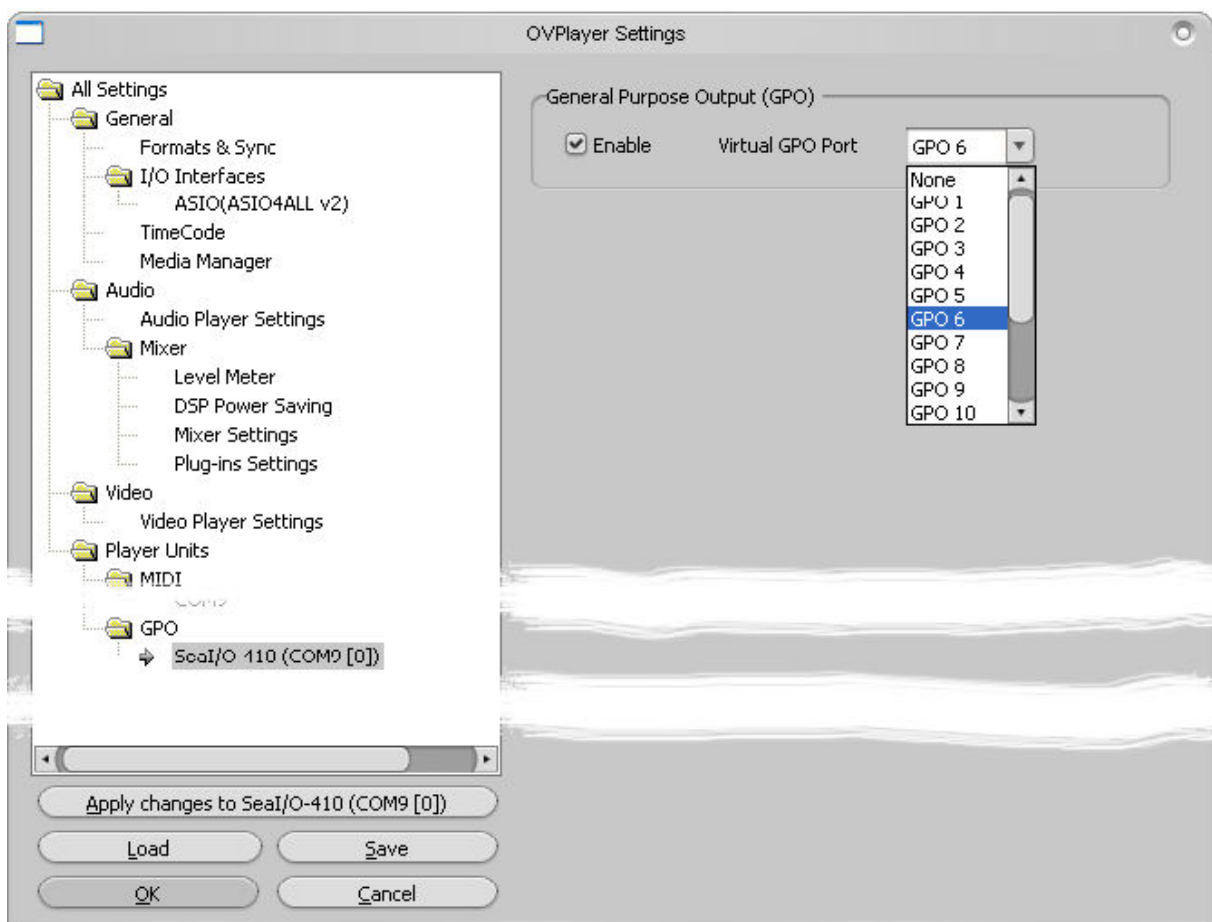 OVPlayer Settings
All Settings
General
Formats & Sync
I/O Interfaces
ASIO(ASIO4ALL v2)
TimeCode
Media Manager
Audio
Audio Player Settings
Mixer
Level Meter
DSP Power Saving
Mixer Settings
Plug-ins Settings
Video
Video Player Settings
Player Units
MIDI
COM9
GPO
SeaI/O-410 (COM9 [0])
Apply changes to SeaI/O-410 (COM9 [0])
Load
Save
OK
Cancel
General Purpose Output (GPO)
Enable
Virtual GPO Port
GPO 6
None
GPO 1
GPO 2
GPO 3
GPO 4
GPO 5
GPO 6
GPO 7
GPO 8
GPO 9
GPO 10